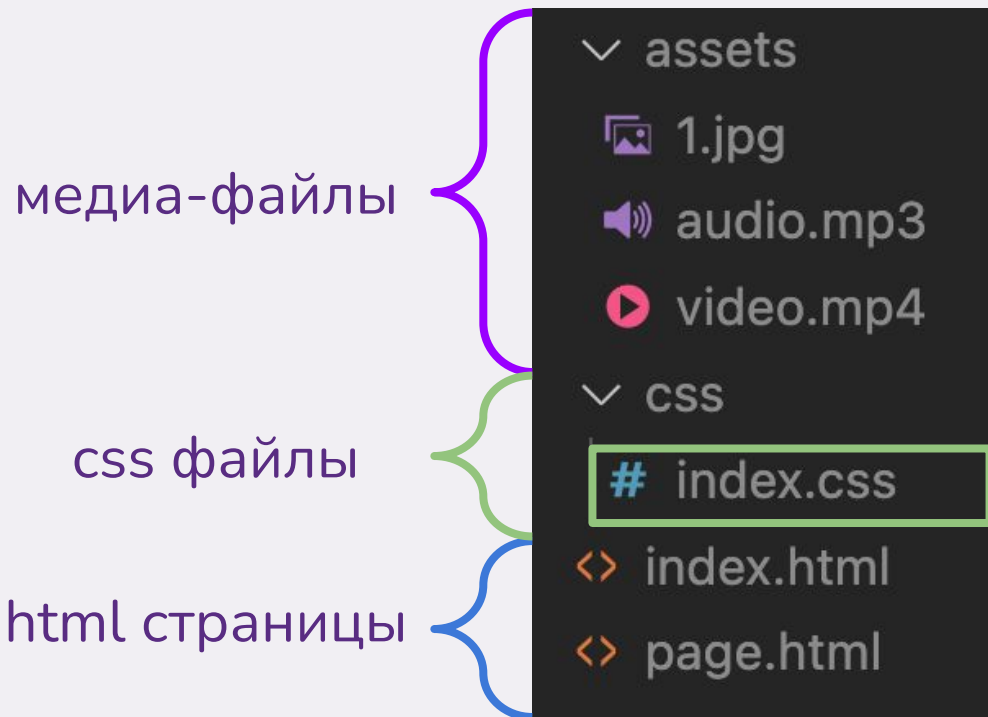 assets
1.jpg
медиа-файлы
audio.mp3
video.mp4
css
css файлы
# index.css
<> index.html
html страницы
<> page.html